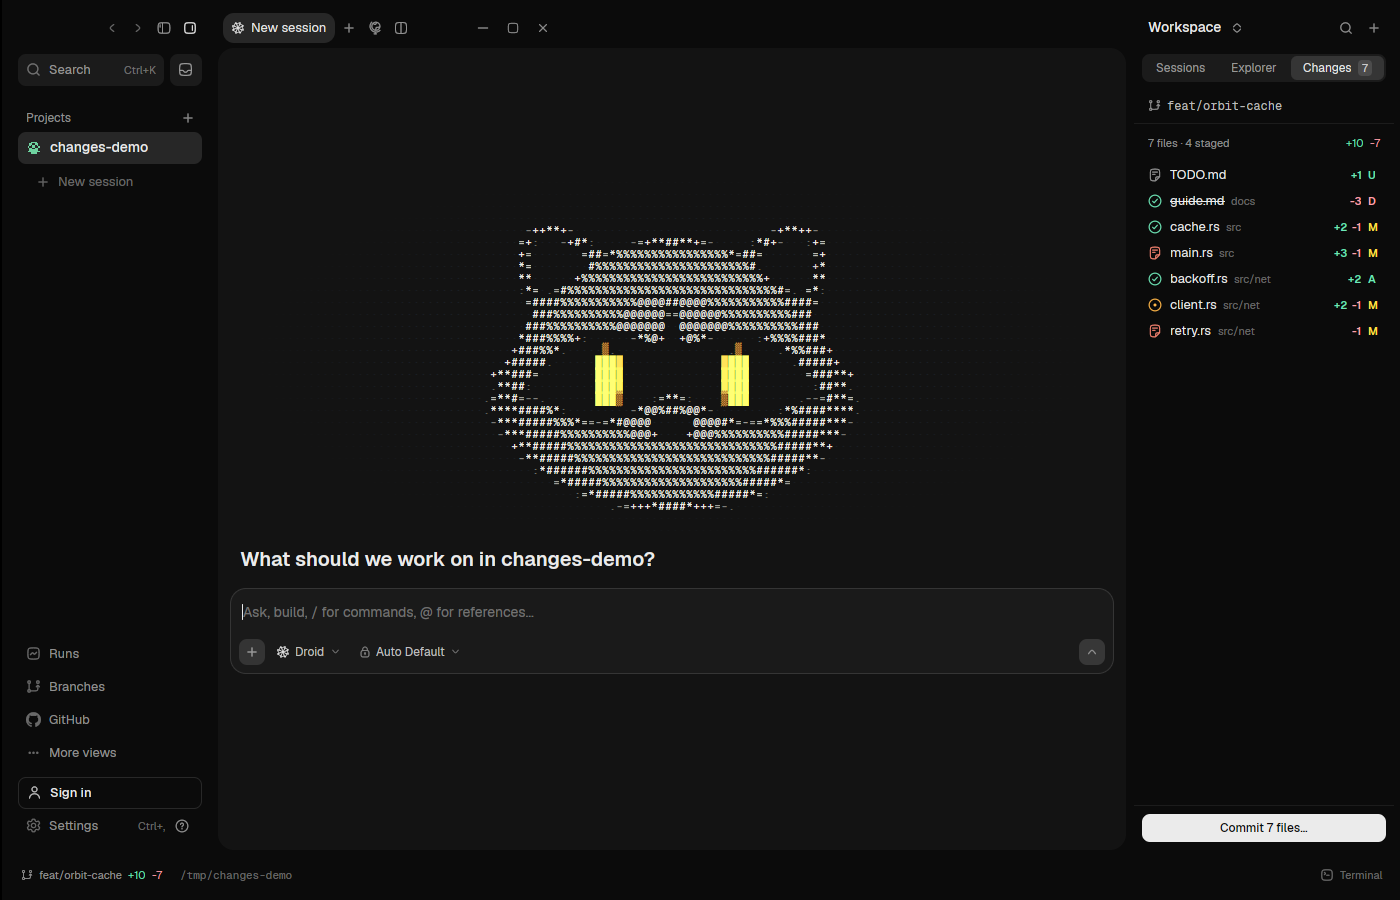 New session
Workspace
Search Ctrl+K
Sessions Explorer Changes 7
feat/orbit-cache
Projects
changes-demo
7 files · 4 staged +10 -7
New session
TODO.md +1 U
guide.md docs -3 D
cache.rs src +2 -1 M
main.rs src +3 -1 M
backoff.rs src/net +2 A
client.rs src/net +2 -1 M
retry.rs src/net -1 M
What should we work on in changes-demo?
Ask, build, / for commands, @ for references...
Droid Auto Default
Runs
Branches
GitHub
More views
Sign in
Settings Ctrl+,
Commit 7 files...
feat/orbit-cache +10 -7 /tmp/changes-demo
Terminal